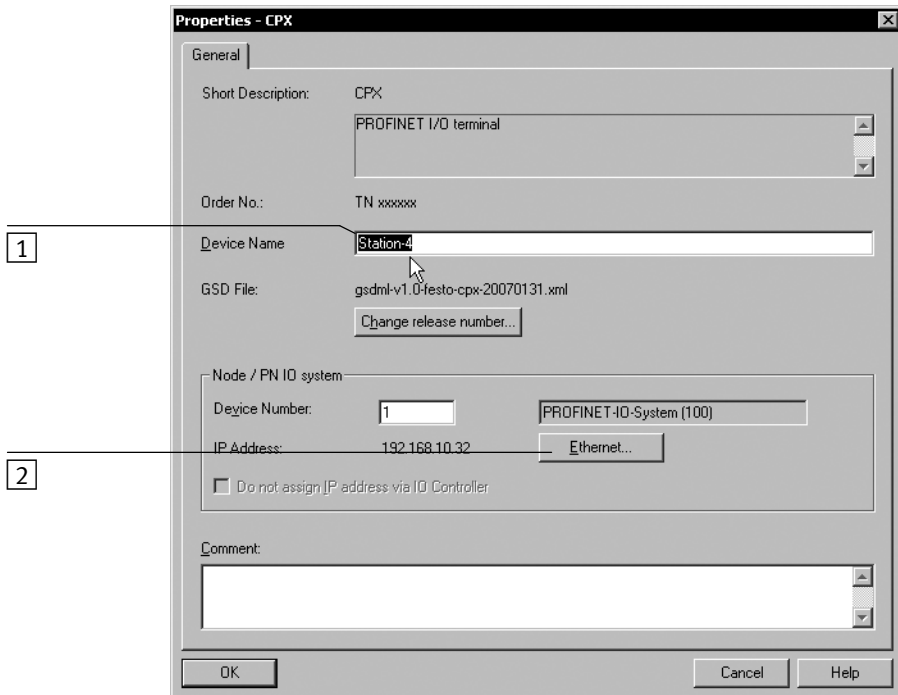 Properties - CPX
General
Short Description: CPX
PROFINET I/O terminal
Order No.: TN xxxxxx
1
Device Name Station-4
GSD File: gsdml-v1.0-festo-cpx-20070131.xml
Change release number...
Node / PN IO system
Device Number: 1 PROFINET-IO-System (100)
IP Address: 192.168.10.32 Ethernet...
2
Do not assign IP address via IO Controller
Comment:
OK Cancel Help